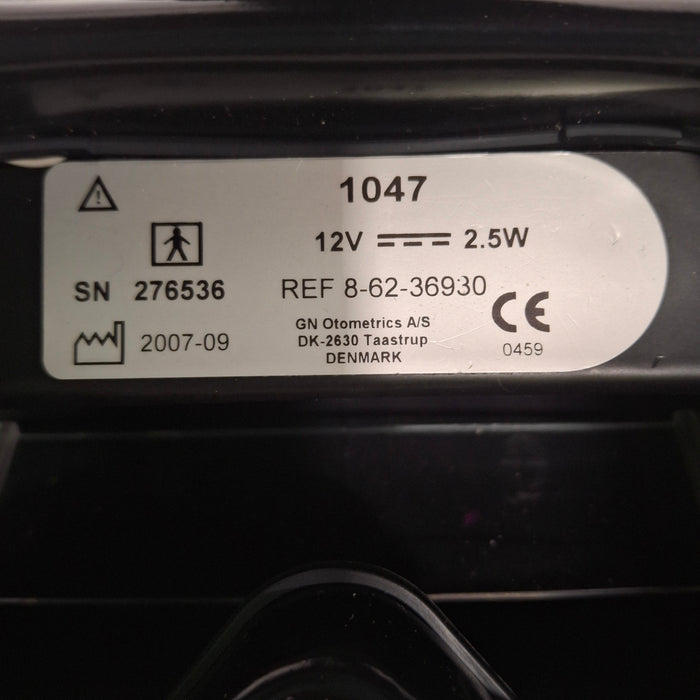 1047
12V 2.5W
SN 276536
REF 8-62-36930
2007-09
GN Otometrics A/S
DK-2630 Taastrup
DENMARK
CE
0459